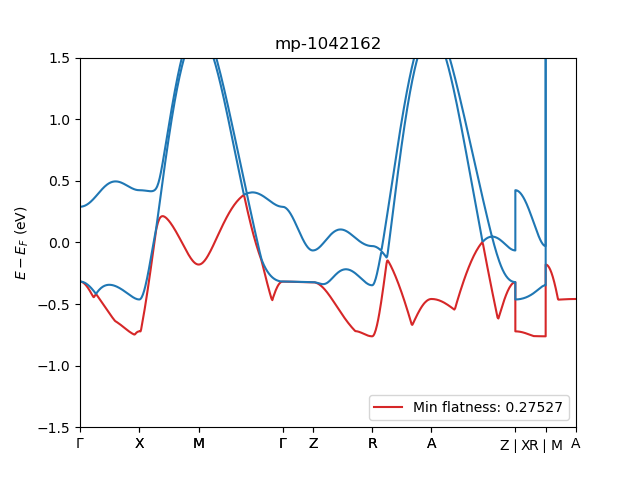 mp-1042162
E − E_F (eV)
1.5
1.0
0.5
0.0
−0.5
−1.0
−1.5
Min flatness: 0.27527
Γ X M Γ Z R A Z | XR | M A